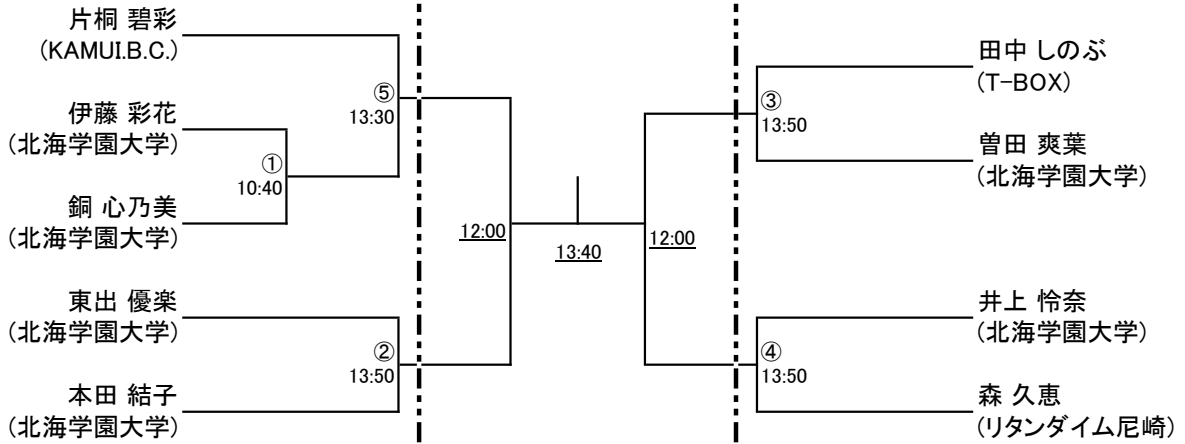 片桐 碧彩
(KAMUI.B.C.)
伊藤 彩花
(北海学園大学)
銅 心乃美
(北海学園大学)
東出 優楽
(北海学園大学)
本田 結子
(北海学園大学)
⑤
13:30
①
10:40
②
13:50
12:00
13:40
12:00
③
13:50
④
13:50
田中 しのぶ
(T-BOX)
曽田 爽葉
(北海学園大学)
井上 怜奈
(北海学園大学)
森 久恵
(リタンダイム尼崎)